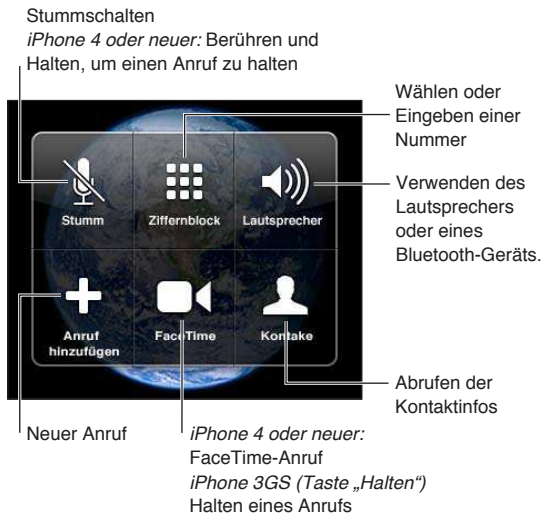 Stummschalten
iPhone 4 oder neuer: Berühren und
Halten, um einen Anruf zu halten
Wählen oder
Eingeben einer
Nummer
Verwenden des
Lautsprechers
oder eines
Bluetooth-Geräts.
Stumm
Ziffernblock
Lautsprecher
Anruf
hinzufügen
FaceTime
Kontake
Abrufen der
Kontaktinfos
Neuer Anruf
iPhone 4 oder neuer:
FaceTime-Anruf
iPhone 3GS (Taste „Halten“)
Halten eines Anrufs